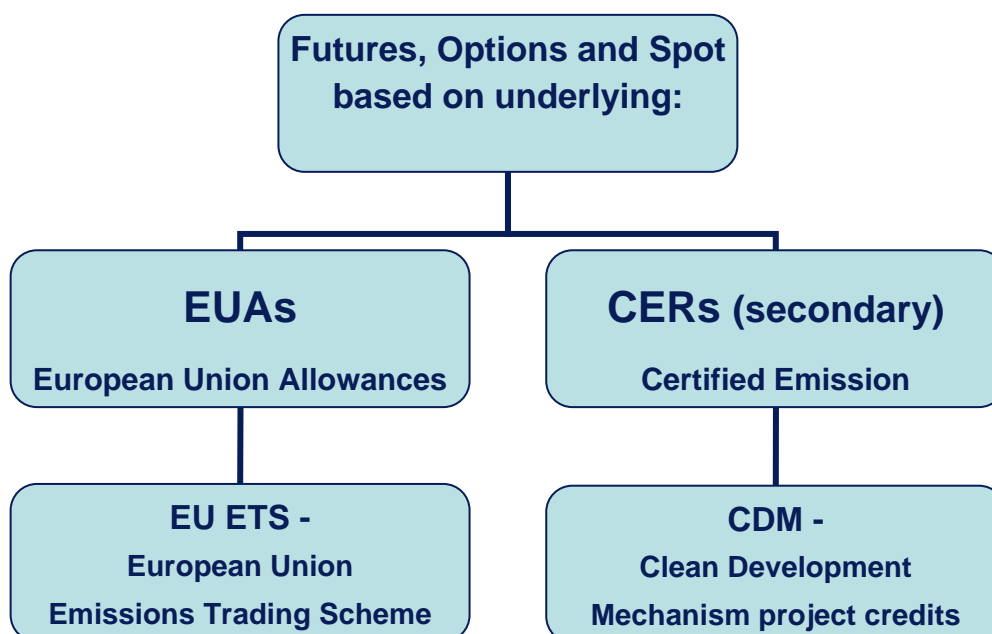 Futures, Options and Spot
based on underlying:
EUAs
European Union Allowances
CERs (secondary)
Certified Emission
EU ETS -
European Union
Emissions Trading Scheme
CDM -
Clean Development
Mechanism project credits